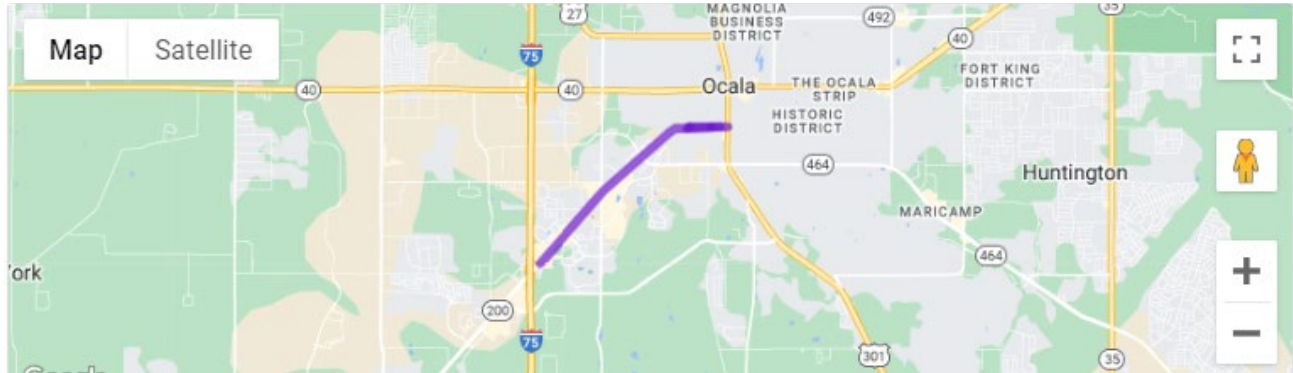 Map
Satellite
27
MAGNOLIA
BUSINESS
DISTRICT
492
35
75
40
FORT KING
DISTRICT
40
40
Ocala
THE OCALA
STRIP
HISTORIC
DISTRICT
464
Huntington
MARICAMP
464
200
75
301
35